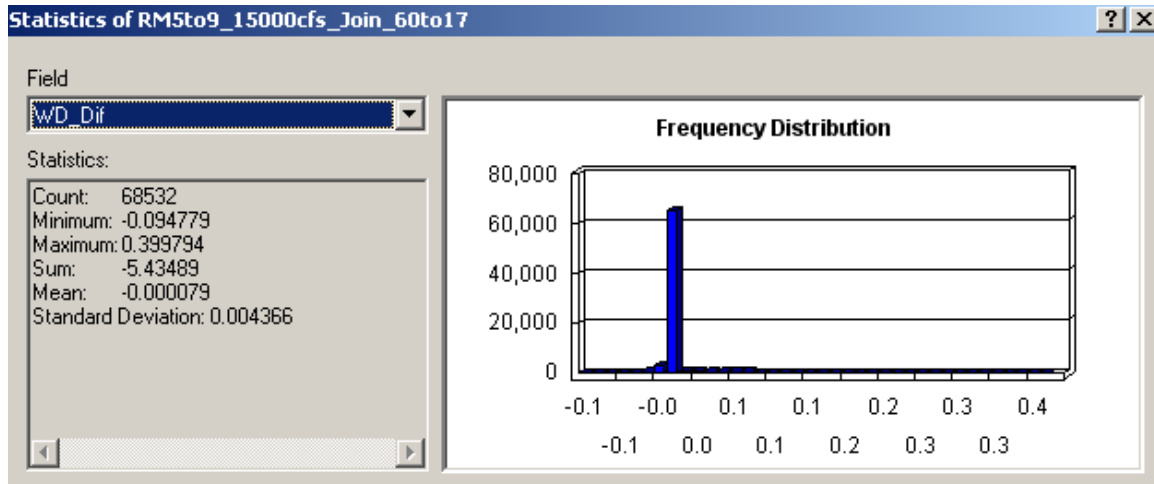 Statistics of RM5to9_15000cfs_Join_60to17
Field
WD_Dif
Statistics:
Count: 68532
Minimum: -0.094779
Maximum: 0.399794
Sum: -5.43489
Mean: -0.000079
Standard Deviation: 0.004366
Frequency Distribution
80,000
60,000
40,000
20,000
0
-0.1 -0.0 0.1 0.1 0.2 0.3 0.4
-0.1 0.0 0.1 0.2 0.3 0.3